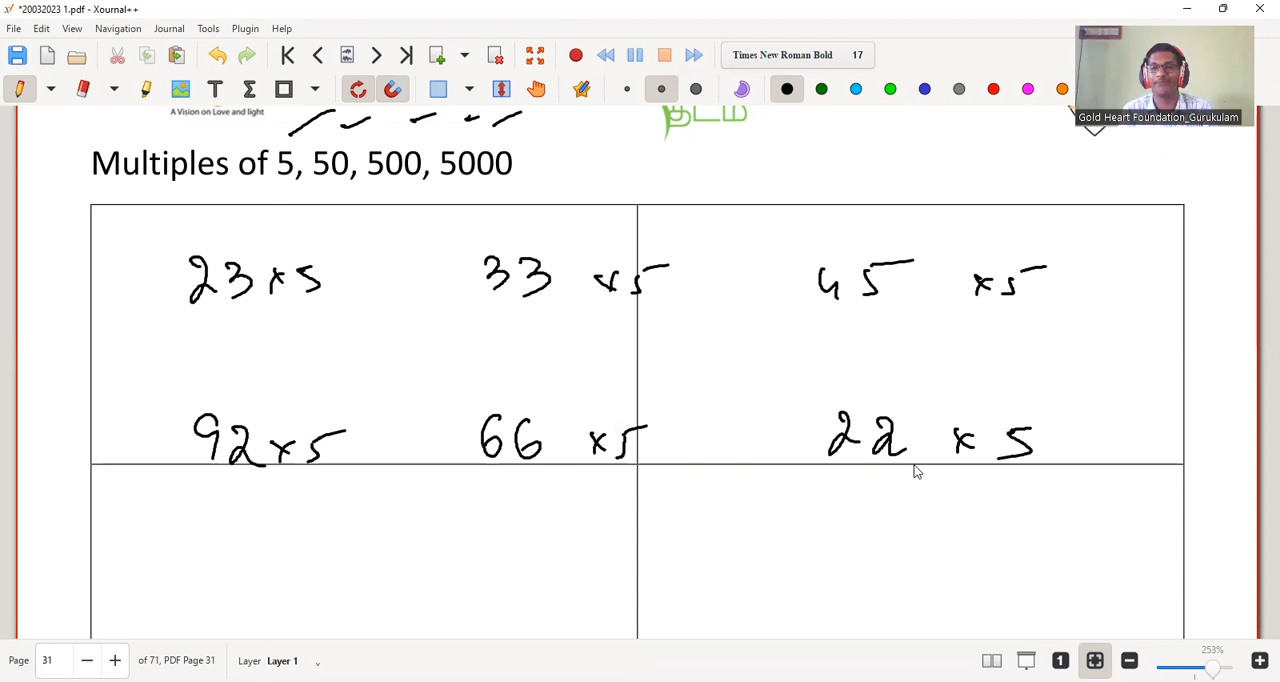 *20032023 1.pdf - Xournal++
File Edit View Navigation Journal Tools Plugin Help
Times New Roman Bold 17
Gold Heart Foundation_Gurukulam
A Vision on Love and light
தடம்
Multiples of 5, 50, 500, 5000
23 x 5 33 x 5 45 x 5
92 x 5 66 x 5 22 x 5
Page 31 of 71, PDF Page 31 Layer Layer 1 253%